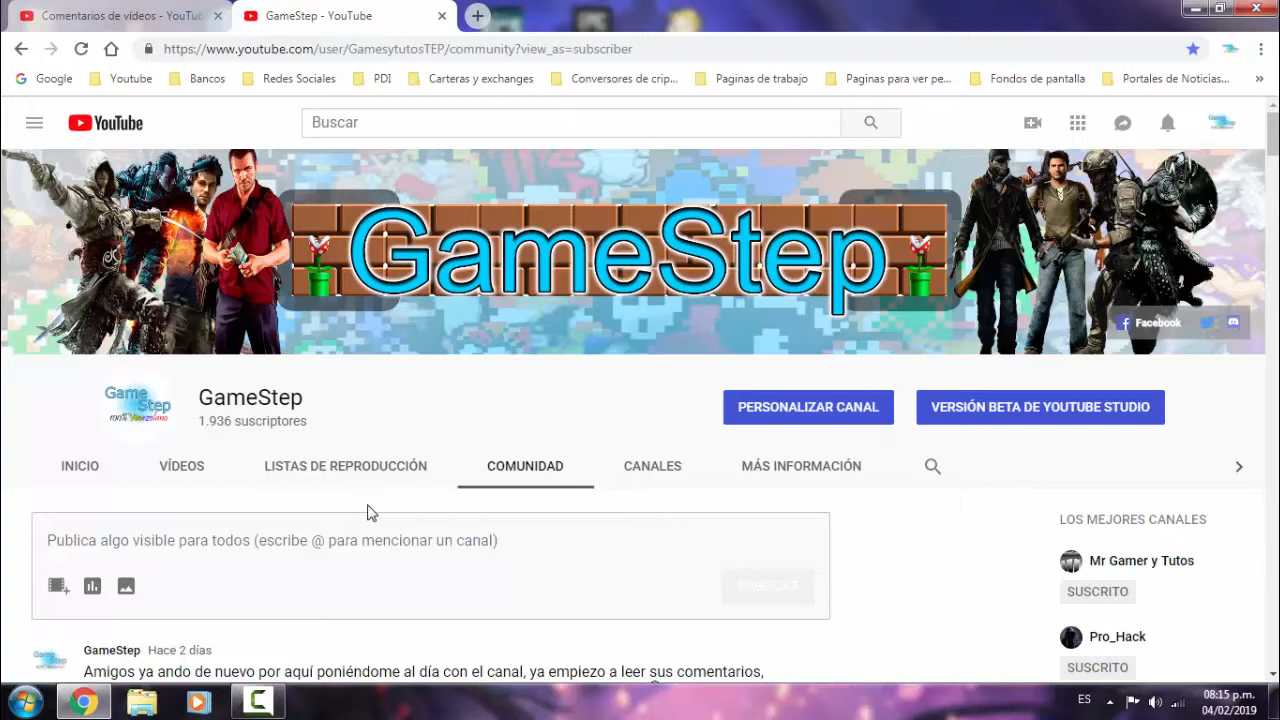 Comentarios de vídeos - YouTub
GameStep - YouTube
https://www.youtube.com/user/GamesytutosTEP/community?view_as=subscriber
Google Youtube Bancos Redes Sociales PDI Carteras y exchanges Conversores de crip... Paginas de trabajo Paginas para ver pe... Fondos de pantalla Portales de Noticias... »
YouTube
Buscar
GameStep
Facebook
Game
Step
100% Venezolano
GameStep
1.936 suscriptores
PERSONALIZAR CANAL
VERSIÓN BETA DE YOUTUBE STUDIO
INICIO VÍDEOS LISTAS DE REPRODUCCIÓN COMUNIDAD CANALES MÁS INFORMACIÓN
Publica algo visible para todos (escribe @ para mencionar un canal)
PUBLICAR
LOS MEJORES CANALES
Mr Gamer y Tutos
SUSCRITO
Pro_Hack
SUSCRITO
GameStep Hace 2 días
Amigos ya ando de nuevo por aquí poniéndome al día con el canal, ya empiezo a leer sus comentarios,
ES
08:15 p.m.
04/02/2019